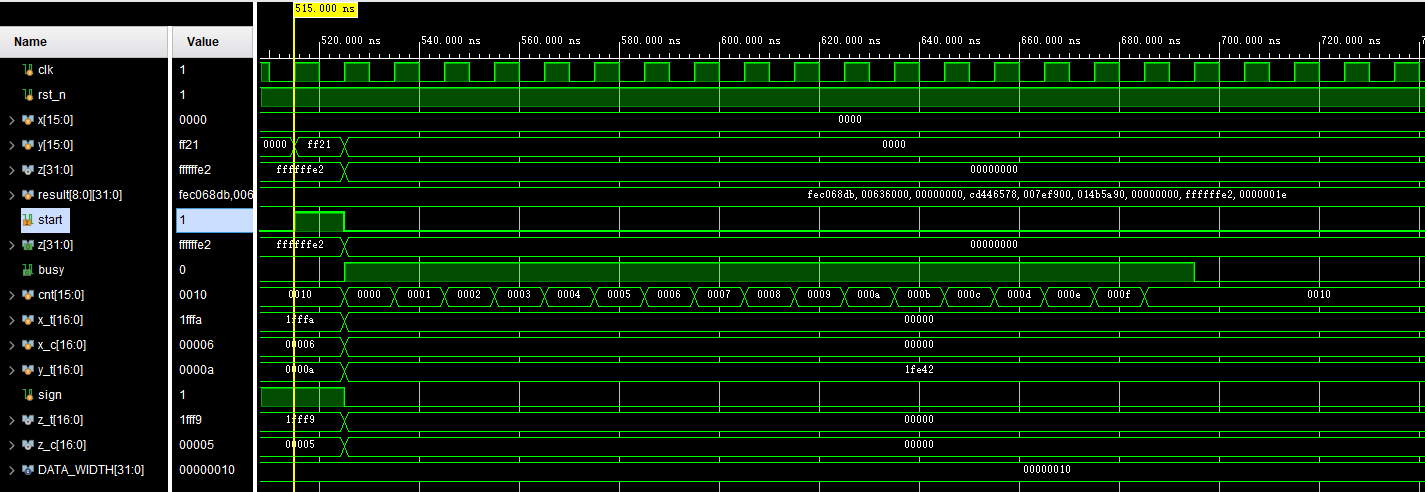 515.000 ns
Name Value 520.000 ns 540.000 ns 560.000 ns 580.000 ns 600.000 ns 620.000 ns 640.000 ns 660.000 ns 680.000 ns 700.000 ns 720.000 ns
clk 1
rst_n 1
x[15:0] 0000 0000
y[15:0] ff21 0000 ff21 0000
z[31:0] ffffffe2 ffffffe2 00000000
result[8:0][31:0] fec068db,006 fec068db,00636000,00000000,cd446578,007ef900,014b5a90,00000000,ffffffe2,0000001e
start 1
z[31:0] ffffffe2 ffffffe2 00000000
busy 0
cnt[15:0] 0010 0010 0000 0001 0002 0003 0004 0005 0006 0007 0008 0009 000a 000b 000c 000d 000e 000f 0010
x_t[16:0] 1fffa 1fffa 00000
x_c[16:0] 00006 00006 00000
y_t[16:0] 0000a 0000a 1fe42
sign 1
z_t[16:0] 1fff9 1fff9 00000
z_c[16:0] 00005 00005 00000
DATA_WIDTH[31:0] 00000010 00000010